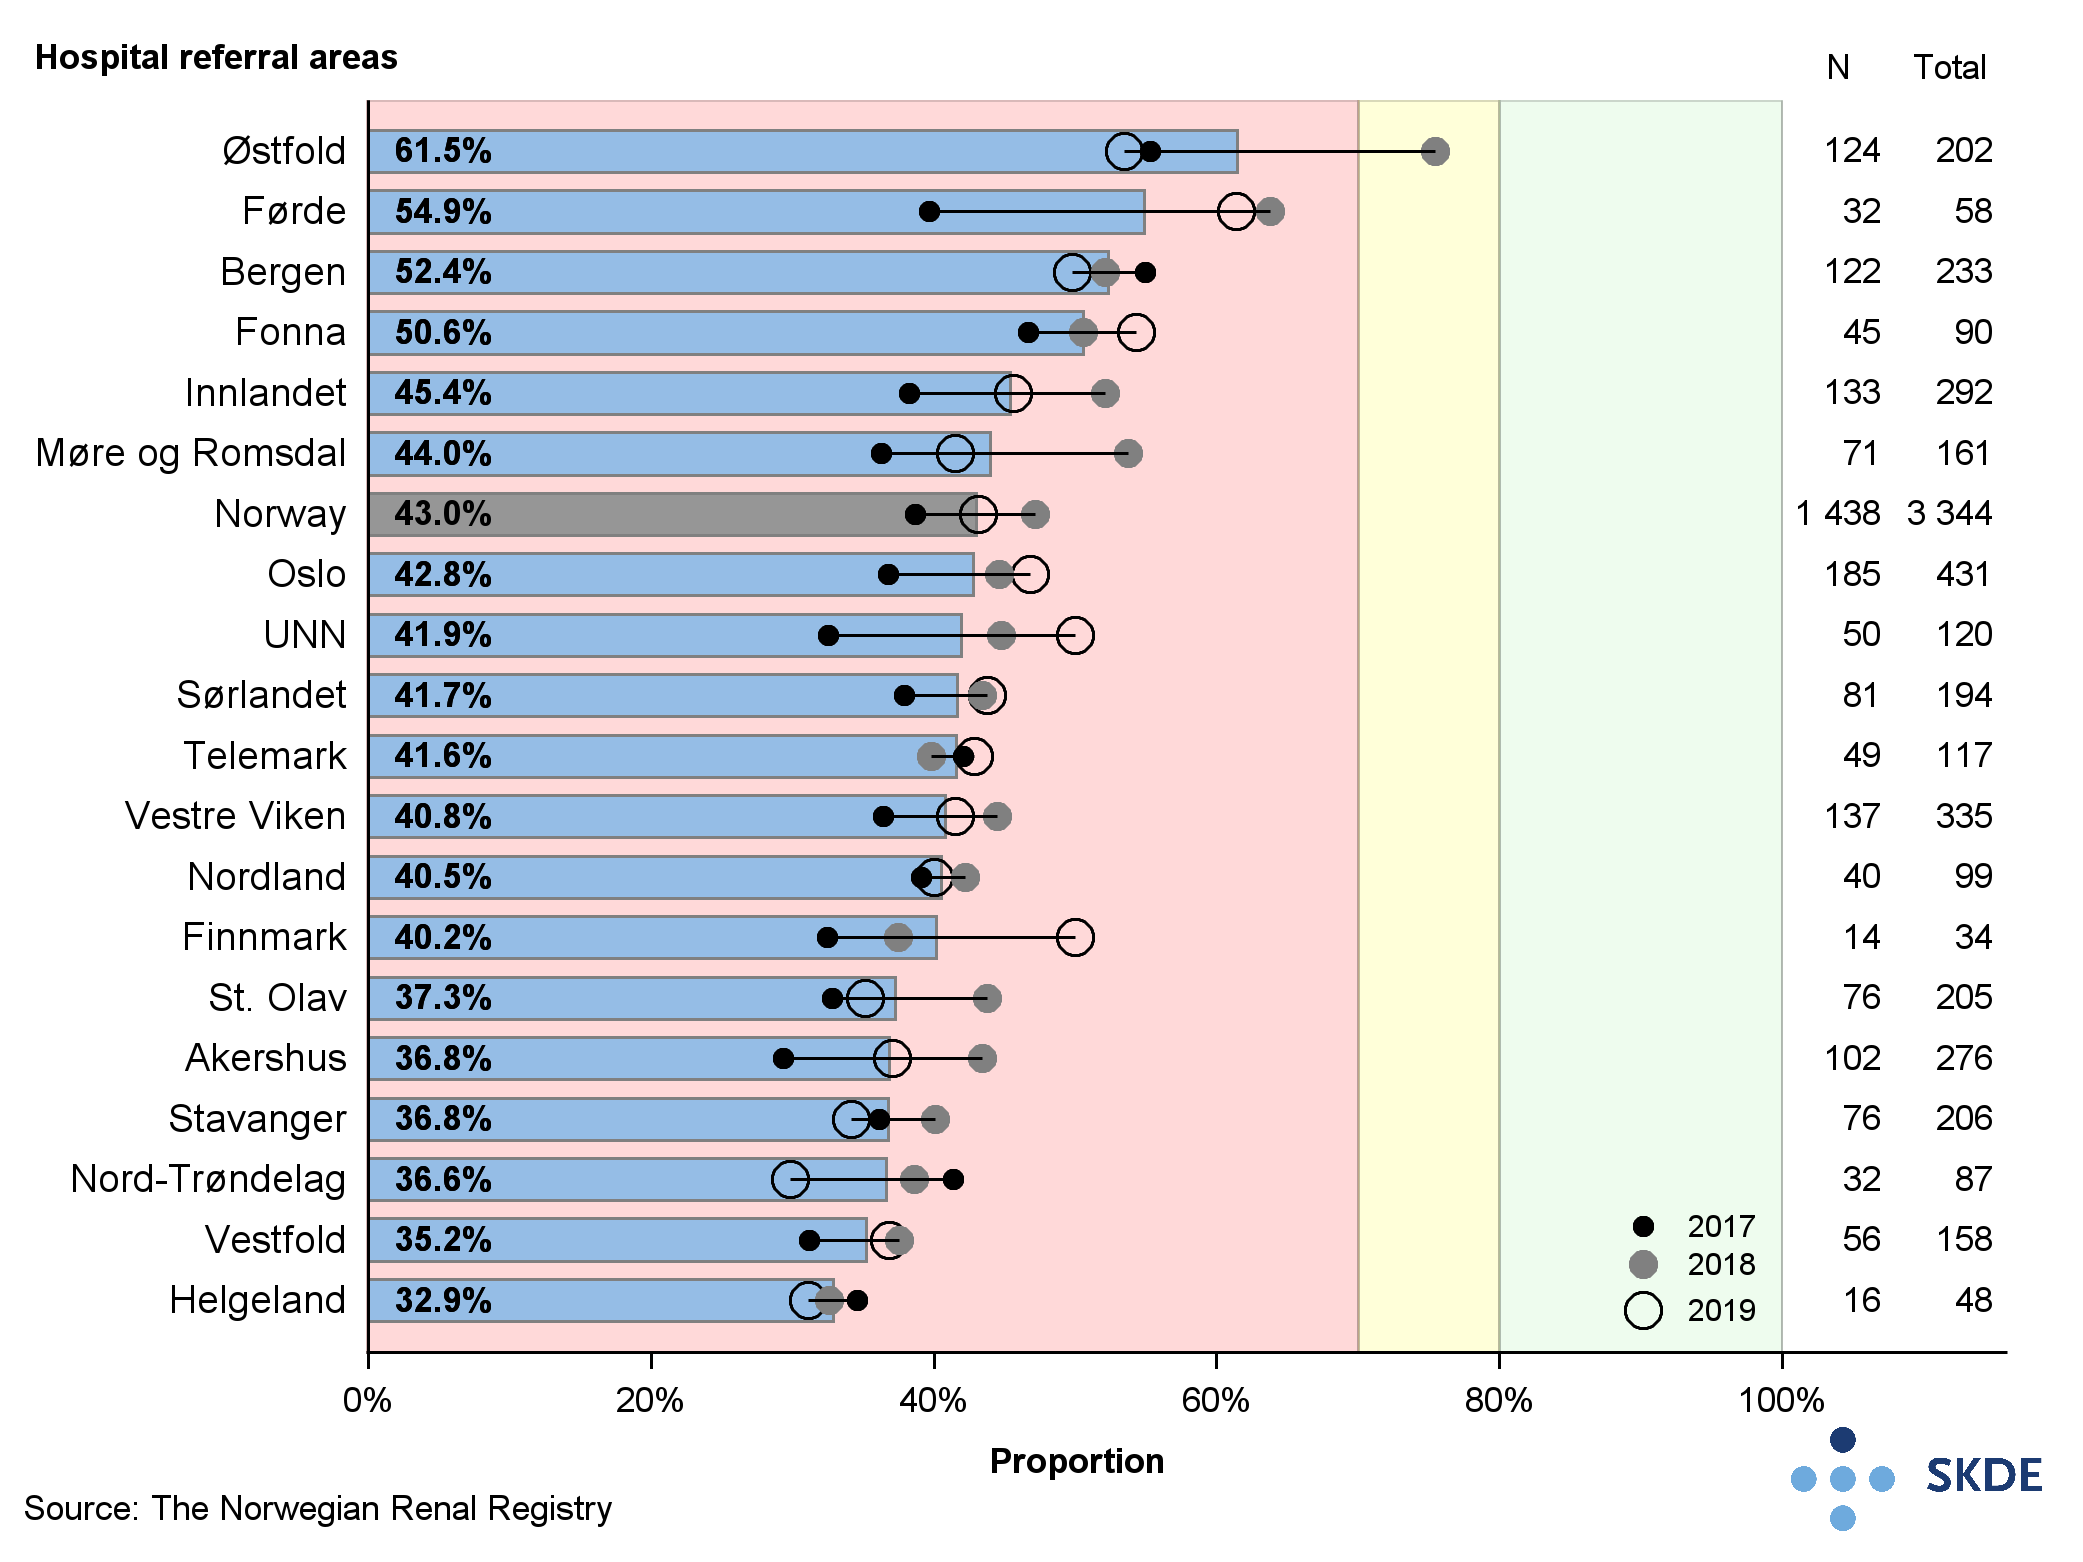 Hospital referral areas N Total
Østfold 61.5% 124 202
Førde 54.9% 32 58
Bergen 52.4% 122 233
Fonna 50.6% 45 90
Innlandet 45.4% 133 292
Møre og Romsdal 44.0% 71 161
Norway 43.0% 1 438 3 344
Oslo 42.8% 185 431
UNN 41.9% 50 120
Sørlandet 41.7% 81 194
Telemark 41.6% 49 117
Vestre Viken 40.8% 137 335
Nordland 40.5% 40 99
Finnmark 40.2% 14 34
St. Olav 37.3% 76 205
Akershus 36.8% 102 276
Stavanger 36.8% 76 206
Nord-Trøndelag 36.6% 32 87
Vestfold 35.2% 56 158
Helgeland 32.9% 16 48
2017
2018
2019
0% 20% 40% 60% 80% 100%
Proportion
SKDE
Source: The Norwegian Renal Registry